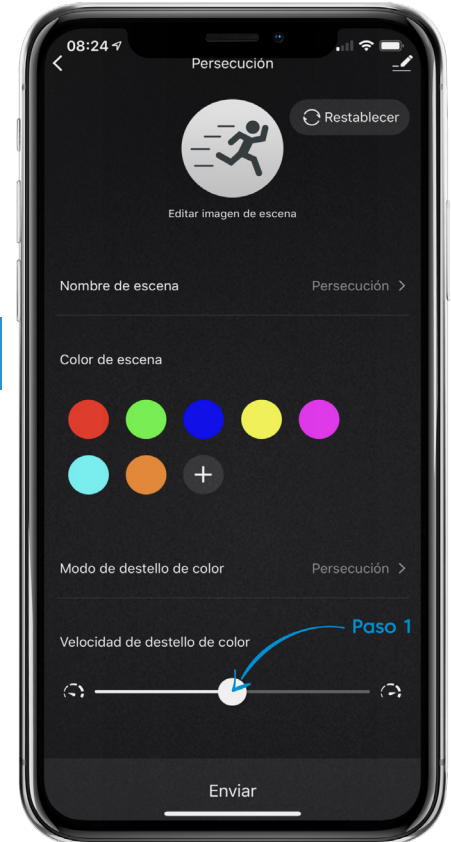 08:24
Persecución
Restablecer
Editar imagen de escena
Nombre de escena
Persecución
Color de escena
Modo de destello de color
Persecución
Paso 1
Velocidad de destello de color
Enviar